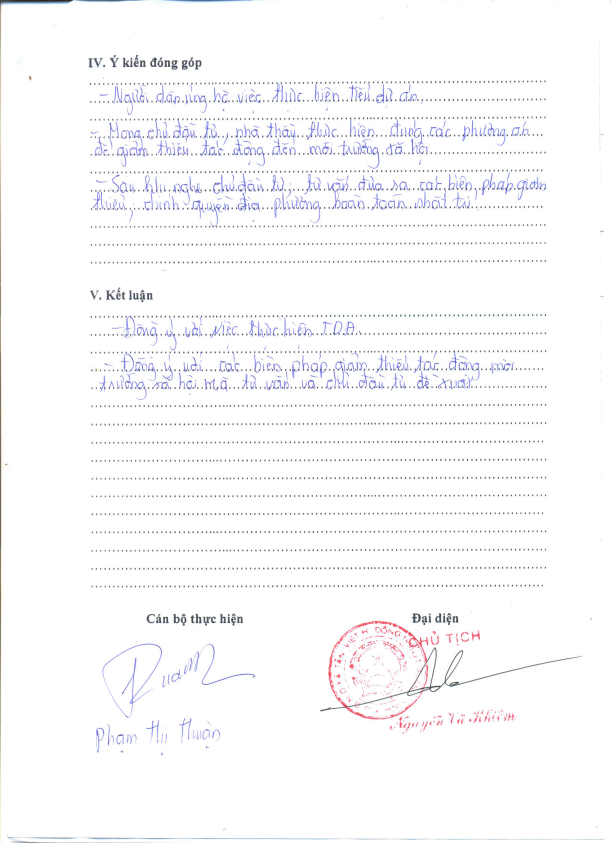 IV. Ý kiến đóng góp
- Người dân ủng hộ việc thực hiện tiểu dự án.
- Mong chủ đầu tư, nhà thầu thực hiện đúng các phương án
để giảm thiểu tác động đến môi trường xã hội.
- Sau khi nghe chủ đầu tư, tư vấn đưa ra các biện pháp giảm
thiểu, chính quyền địa phương hoàn toàn nhất trí.
V. Kết luận
- Đồng ý với việc thực hiện TDA
- Đồng ý với các biện pháp giảm thiểu tác động môi
trường xã hội mà tư vấn và chủ đầu tư đề xuất
Cán bộ thực hiện
Đại diện
CHỦ TỊCH
Phạm Thị Thuận